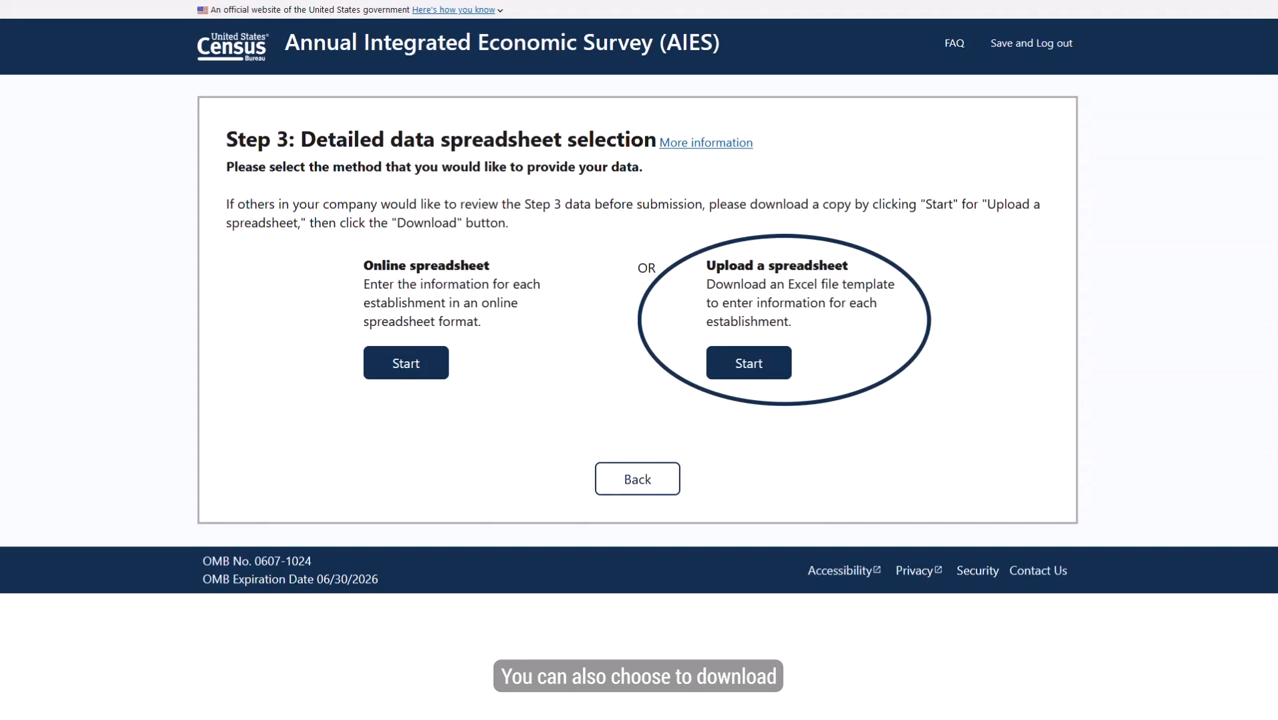 An official website of the United States government Here's how you know
United States®
Census
Bureau
Annual Integrated Economic Survey (AIES)
FAQ
Save and Log out
Step 3: Detailed data spreadsheet selection More information
Please select the method that you would like to provide your data.
If others in your company would like to review the Step 3 data before submission, please download a copy by clicking "Start" for "Upload a
spreadsheet," then click the "Download" button.
Online spreadsheet
Enter the information for each
establishment in an online
spreadsheet format.
Start
OR
Upload a spreadsheet
Download an Excel file template
to enter information for each
establishment.
Start
Back
OMB No. 0607-1024
OMB Expiration Date 06/30/2026
Accessibility
Privacy
Security
Contact Us
You can also choose to download